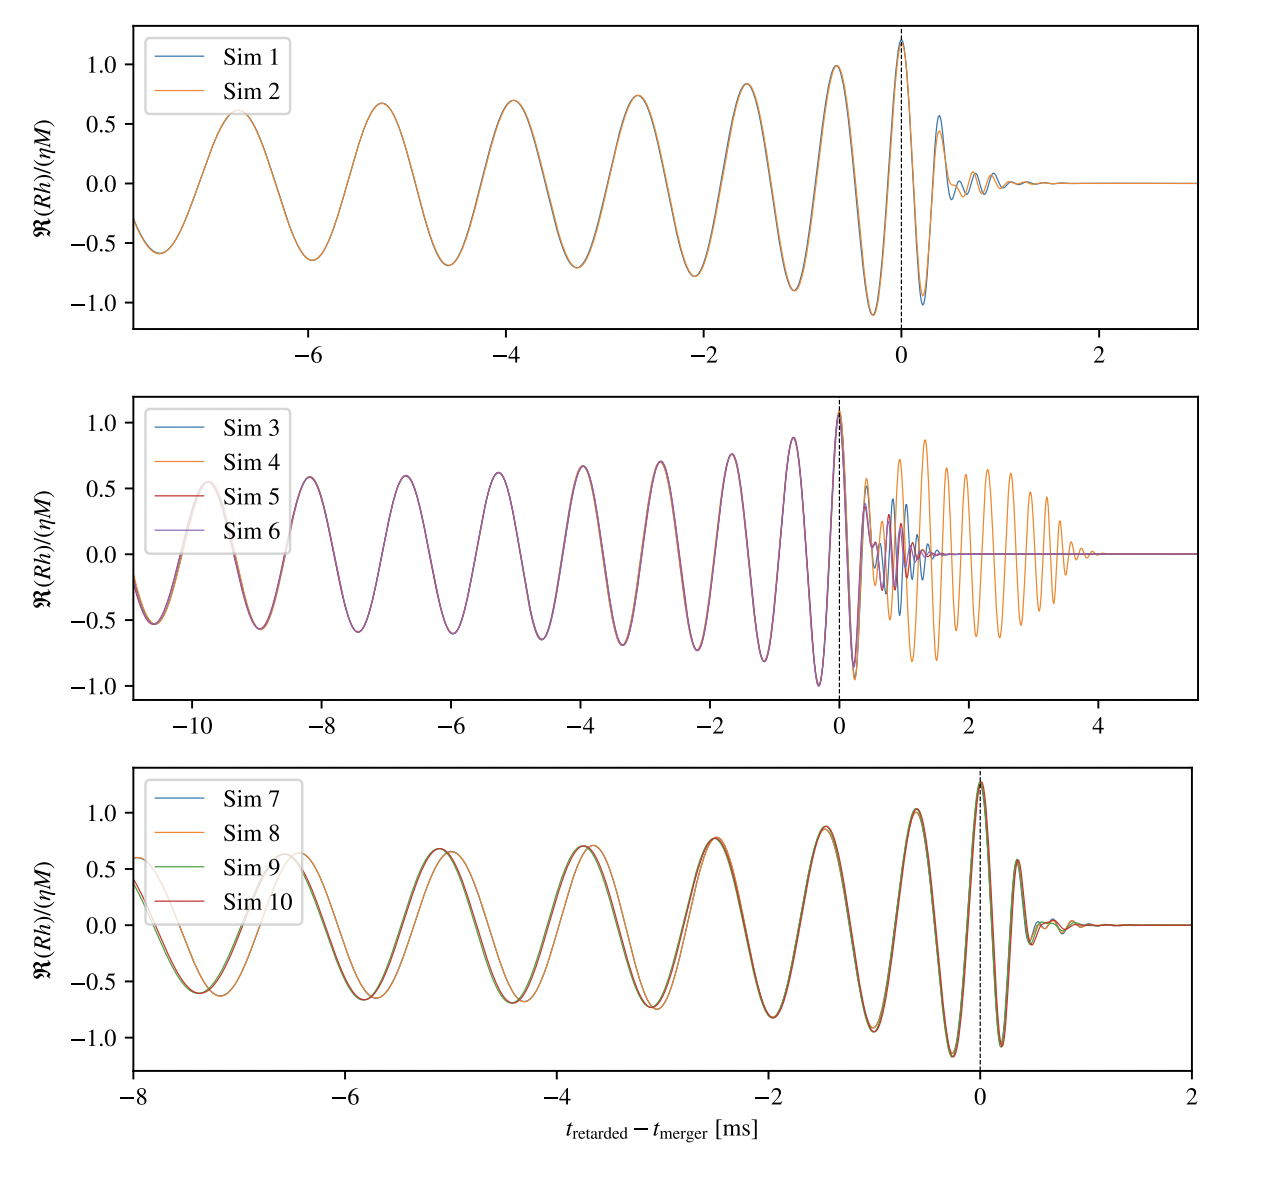 Sim 1
Sim 2
1.0
0.5
0.0
−0.5
−1.0
ℜ(Rh)/(ηM)
−6 −4 −2 0 2
Sim 3
Sim 4
Sim 5
Sim 6
1.0
0.5
0.0
−0.5
−1.0
ℜ(Rh)/(ηM)
−10 −8 −6 −4 −2 0 2 4
Sim 7
Sim 8
Sim 9
Sim 10
1.0
0.5
0.0
−0.5
−1.0
ℜ(Rh)/(ηM)
−8 −6 −4 −2 0 2
t_retarded − t_merger [ms]